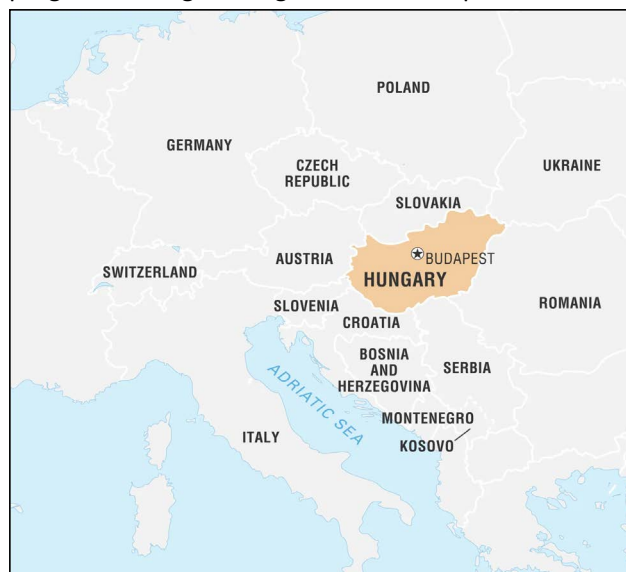 POLAND
GERMANY
CZECH
REPUBLIC
UKRAINE
SLOVAKIA
AUSTRIA
BUDAPEST
SWITZERLAND
HUNGARY
SLOVENIA
ROMANIA
CROATIA
BOSNIA
AND
HERZEGOVINA
SERBIA
ADRIATIC SEA
MONTENEGRO
ITALY
KOSOVO